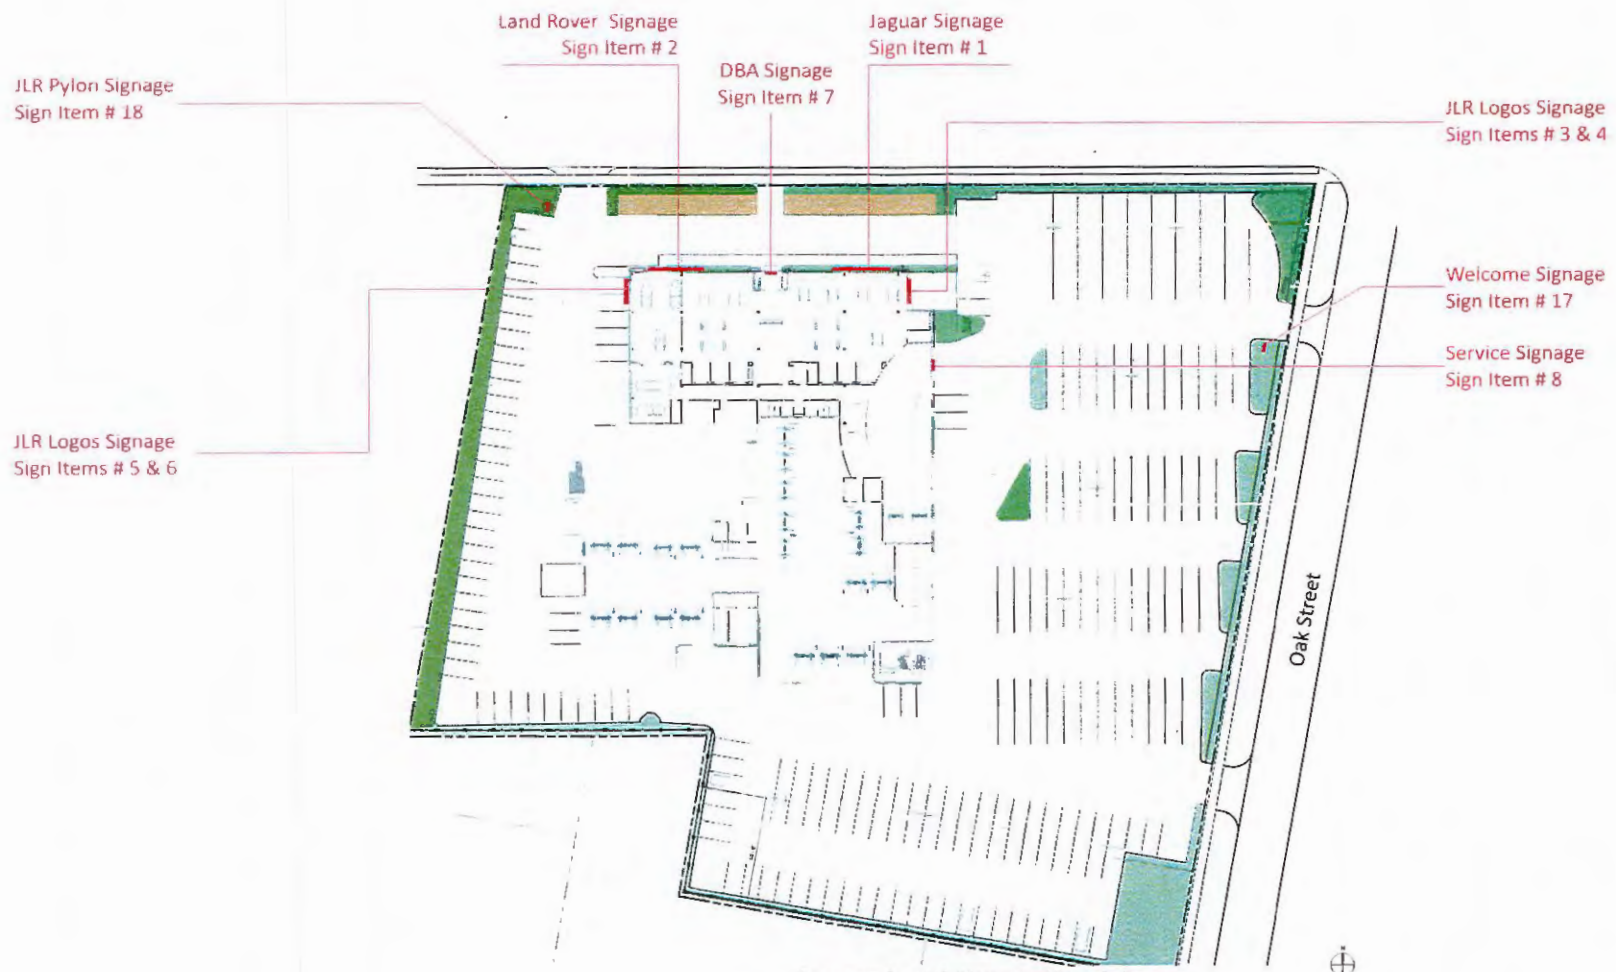 Land Rover Signage
Sign Item # 2
Jaguar Signage
Sign Item # 1
DBA Signage
Sign Item # 7
JLR Pylon Signage
Sign Item # 18
JLR Logos Signage
Sign Items # 3 & 4
Welcome Signage
Sign Item # 17
Service Signage
Sign Item # 8
JLR Logos Signage
Sign Items # 5 & 6
Oak Street